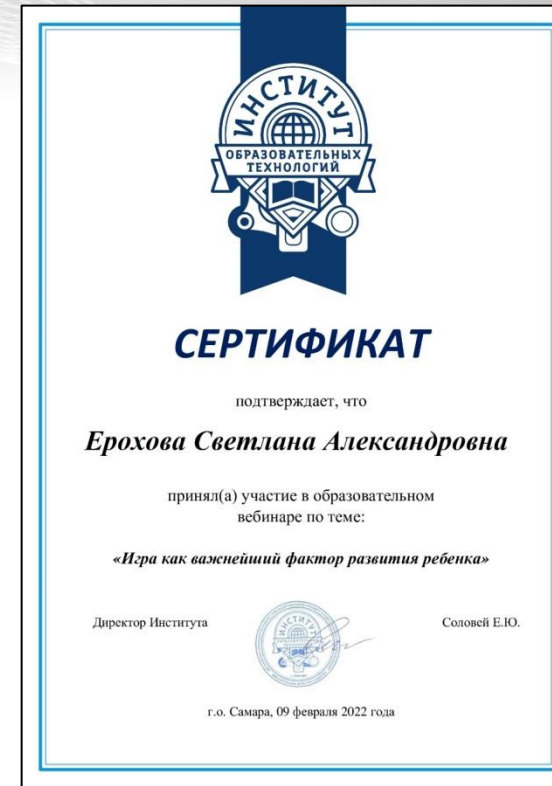 ИНСТИТУТ
ОБРАЗОВАТЕЛЬНЫХ
ТЕХНОЛОГИЙ
СЕРТИФИКАТ
подтверждает, что
Ерохова Светлана Александровна
принял(а) участие в образовательном
вебинаре по теме:
«Игра как важнейший фактор развития ребенка»
Директор Института
ИНСТИТУТ
Соловей Е.Ю.
г.о. Самара, 09 февраля 2022 года